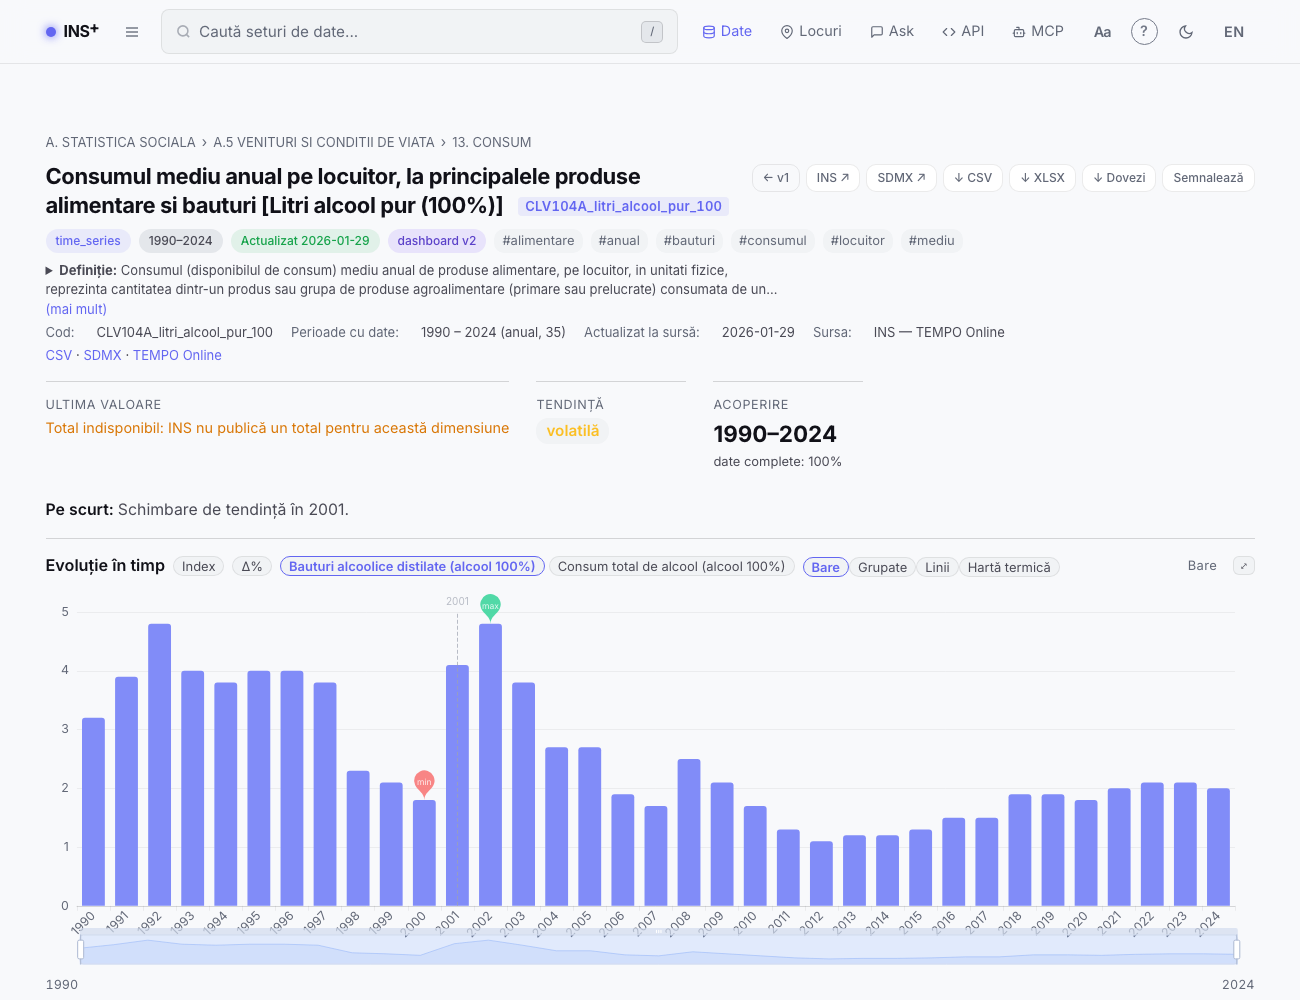 INS+
Caută seturi de date...
/
Date
Locuri
Ask
API
MCP
Aa
?
EN
A. STATISTICA SOCIALA › A.5 VENITURI SI CONDITII DE VIATA › 13. CONSUM
Consumul mediu anual pe locuitor, la principalele produse
alimentare si bauturi [Litri alcool pur (100%)] CLV104A_litri_alcool_pur_100
← v1
INS ↗
SDMX ↗
↓ CSV
↓ XLSX
↓ Dovezi
Semnalează
time_series
1990–2024
Actualizat 2026-01-29
dashboard v2
#alimentare
#anual
#bauturi
#consumul
#locuitor
#mediu
▶ Definiție: Consumul (disponibilul de consum) mediu anual de produse alimentare, pe locuitor, in unitati fizice,
reprezinta cantitatea dintr-un produs sau grupa de produse agroalimentare (primare sau prelucrate) consumata de un...
(mai mult)
Cod: CLV104A_litri_alcool_pur_100 Perioade cu date: 1990 – 2024 (anual, 35) Actualizat la sursă: 2026-01-29 Sursa: INS — TEMPO Online
CSV · SDMX · TEMPO Online
ULTIMA VALOARE
Total indisponibil: INS nu publică un total pentru această dimensiune
TENDINȚĂ
volatilă
ACOPERIRE
1990–2024
date complete: 100%
Pe scurt: Schimbare de tendință în 2001.
Evoluție în timp
Index
Δ%
Bauturi alcoolice distilate (alcool 100%)
Consum total de alcool (alcool 100%)
Bare
Grupate
Linii
Hartă termică
Bare
5
4
3
2
1
0
2001
max
min
1990
1991
1992
1993
1994
1995
1996
1997
1998
1999
2000
2001
2002
2003
2004
2005
2006
2007
2008
2009
2010
2011
2012
2013
2014
2015
2016
2017
2018
2019
2020
2021
2022
2023
2024
1990
2024